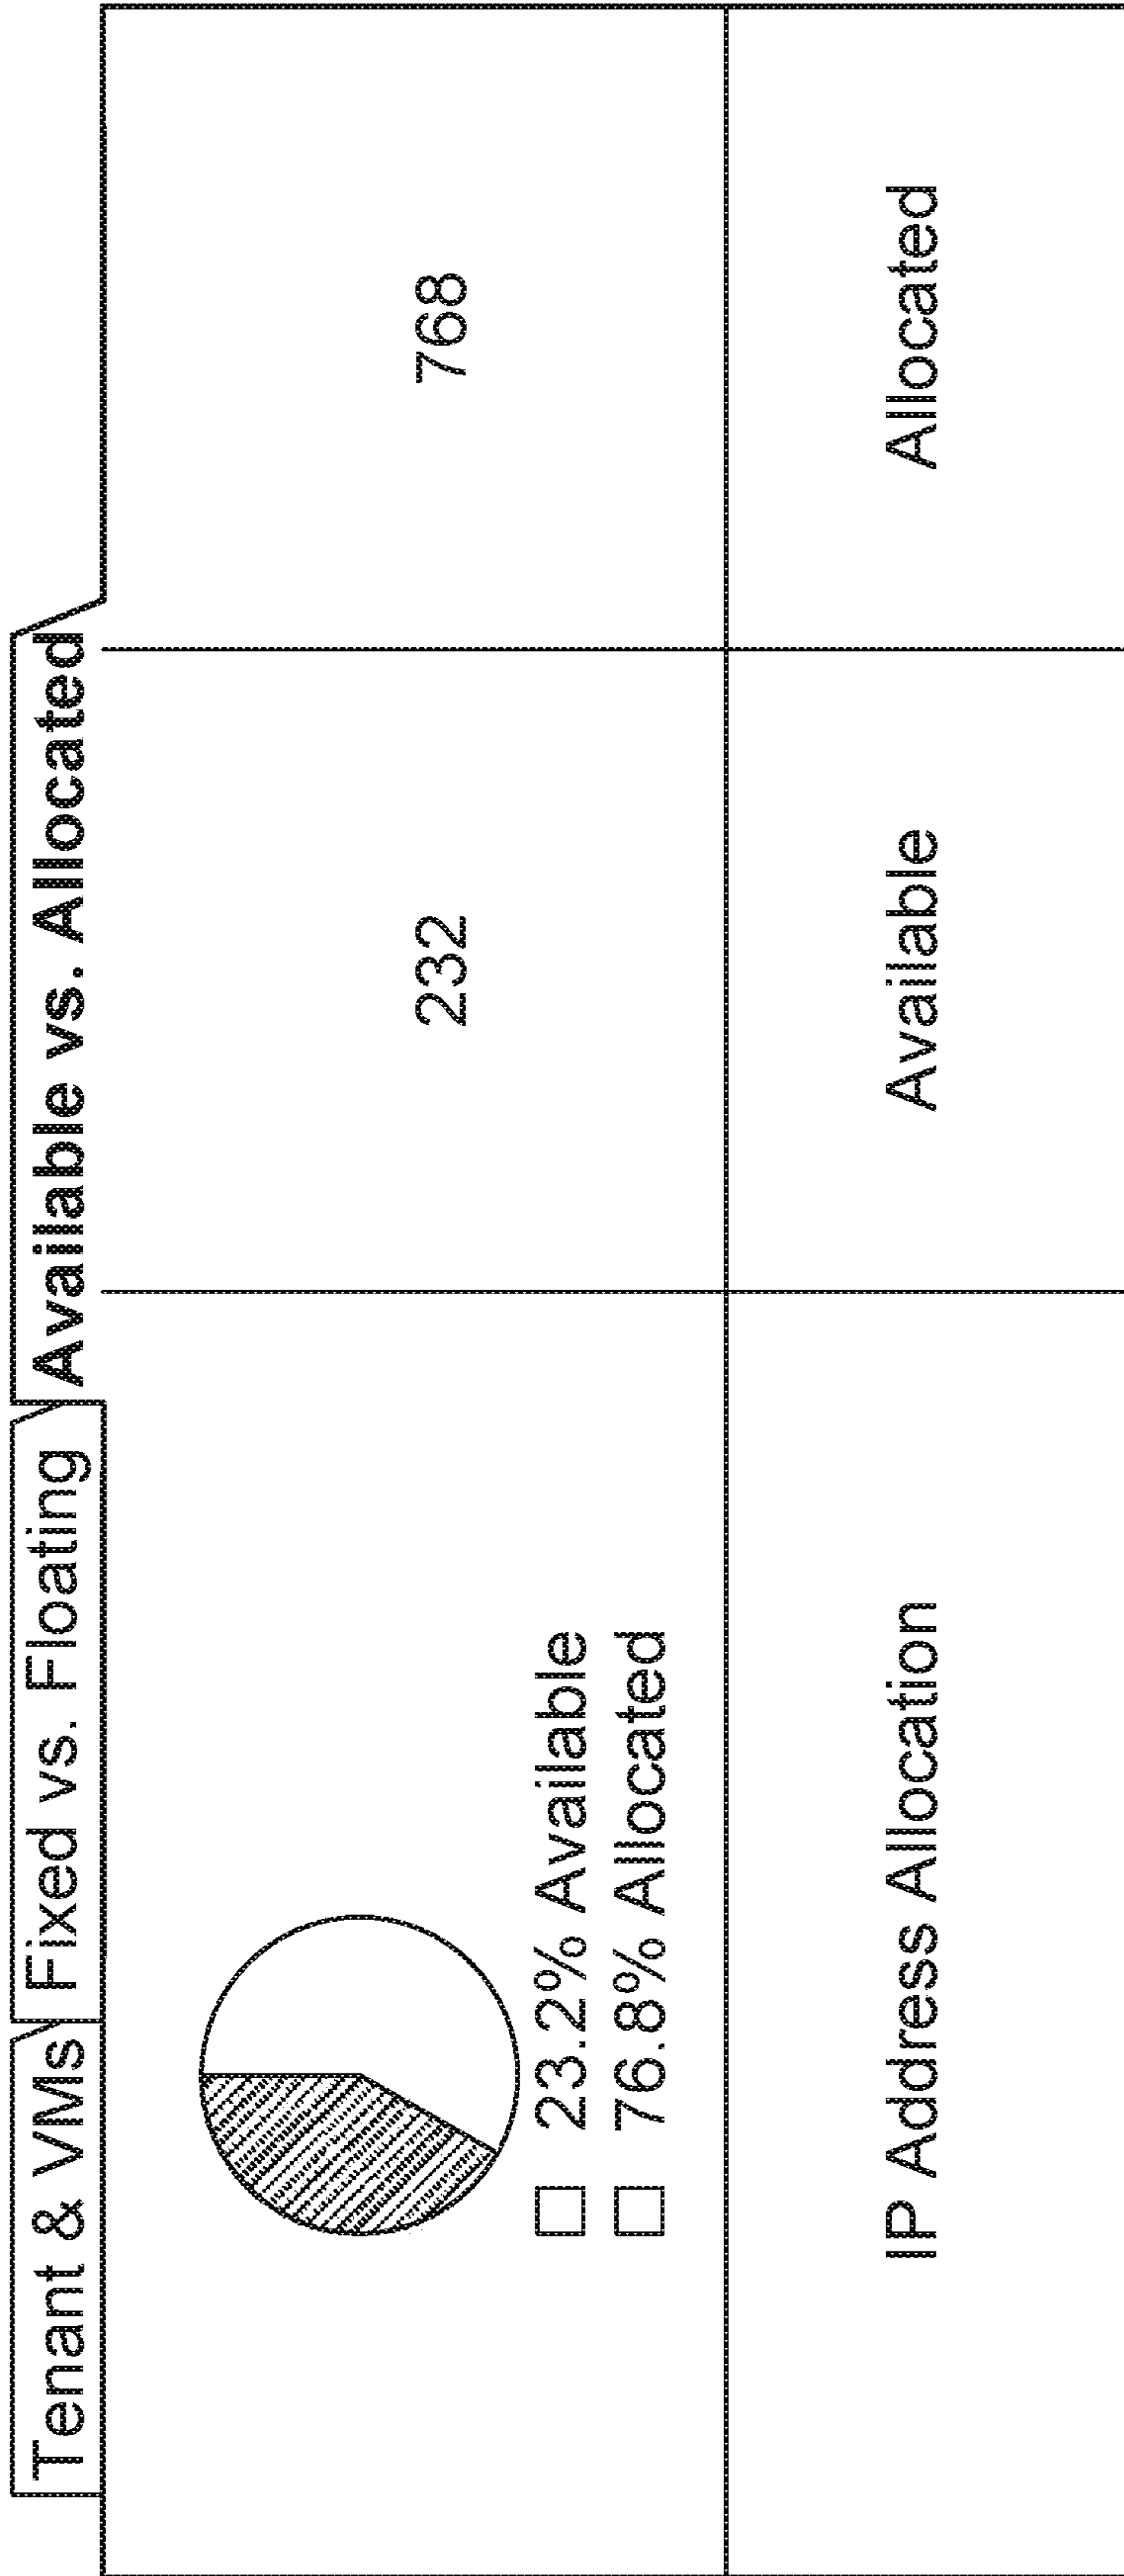 Tenant & VMs
Fixed vs. Floating
Available vs. Allocated
23.2% Available
76.8% Allocated
232
768
IP Address Allocation
Available
Allocated